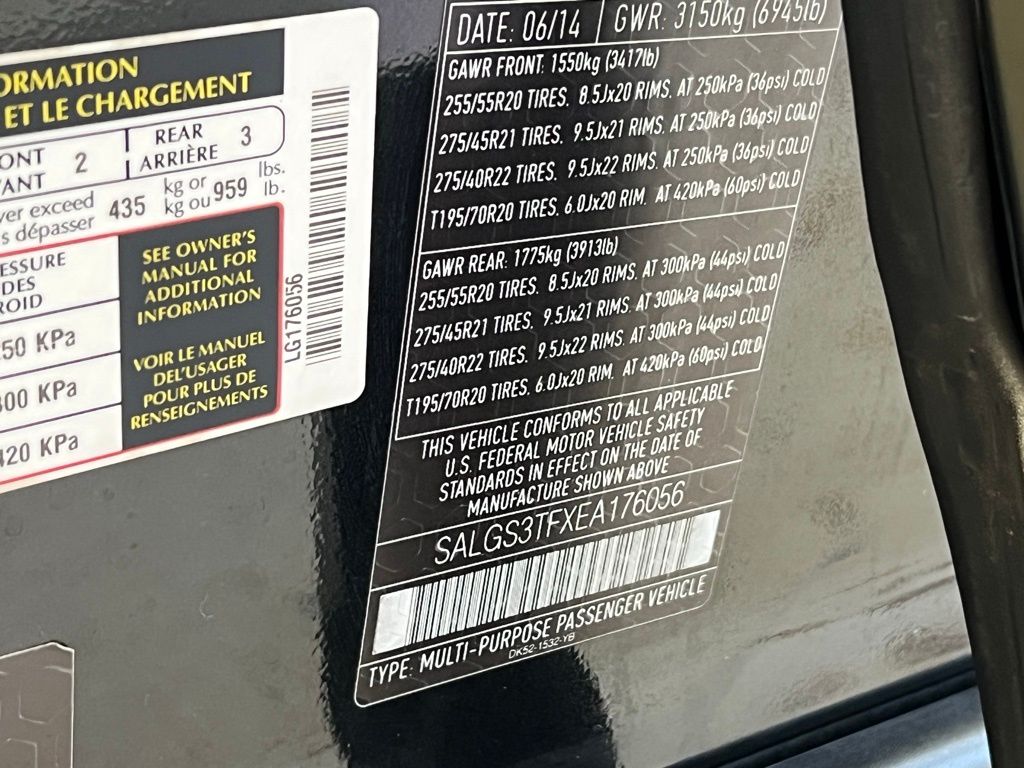 ORMATION
ET LE CHARGEMENT
ONT 2 REAR 3
VANT ARRIÈRE
ver exceed 435 kg or 959 lbs.
s dépasser kg ou lb.
ESSURE
DES
ROID
50 KPa
00 KPa
420 KPa
SEE OWNER'S
MANUAL FOR
ADDITIONAL
INFORMATION
VOIR LE MANUEL
DEL'USAGER
POUR PLUS DE
RENSEIGNEMENTS
LG176056
DATE: 06/14 GWR: 3150kg (6945lb)
GAWR FRONT: 1550kg (3417lb)
255/55R20 TIRES. 8.5Jx20 RIMS. AT 250kPa (36psi) COLD
275/45R21 TIRES. 9.5Jx21 RIMS. AT 250kPa (36psi) COLD
275/40R22 TIRES. 9.5Jx22 RIMS. AT 250kPa (36psi) COLD
T195/70R20 TIRES. 6.0Jx20 RIM. AT 420kPa (60psi) COLD
GAWR REAR: 1775kg (3913lb)
255/55R20 TIRES. 8.5Jx20 RIMS. AT 300kPa (44psi) COLD
275/45R21 TIRES. 9.5Jx21 RIMS. AT 300kPa (44psi) COLD
275/40R22 TIRES. 9.5Jx22 RIMS. AT 300kPa (44psi) COLD
T195/70R20 TIRES. 6.0Jx20 RIM. AT 420kPa (60psi) COLD
THIS VEHICLE CONFORMS TO ALL APPLICABLE
U.S. FEDERAL MOTOR VEHICLE SAFETY
STANDARDS IN EFFECT ON THE DATE OF
MANUFACTURE SHOWN ABOVE
SALGS3TFXEA176056
TYPE: MULTI-PURPOSE PASSENGER VEHICLE
DK52-1532-YB